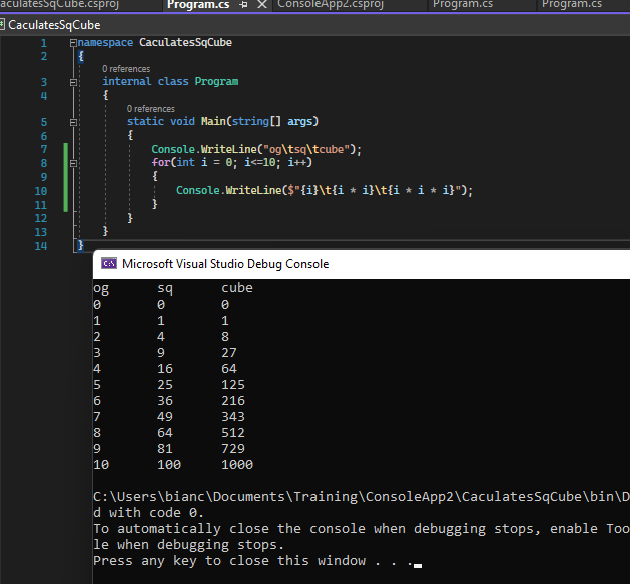 aculatesSqCube.csproj Program.cs ConsoleApp2.csproj Program.cs Program.cs
CaculatesSqCube
1 namespace CaculatesSqCube
2 {
0 references
3 internal class Program
4 {
0 references
5 static void Main(string[] args)
6 {
7 Console.WriteLine("og\tsq\tcube");
8 for(int i = 0; i<=10; i++)
9 {
10 Console.WriteLine($"{i}\t{i * i}\t{i * i * i}");
11 }
12 }
13 }
14 }
Microsoft Visual Studio Debug Console
og sq cube
0 0 0
1 1 1
2 4 8
3 9 27
4 16 64
5 25 125
6 36 216
7 49 343
8 64 512
9 81 729
10 100 1000
C:\Users\bianc\Documents\Training\ConsoleApp2\CaculatesSqCube\bin\D
d with code 0.
To automatically close the console when debugging stops, enable Too
le when debugging stops.
Press any key to close this window . . .